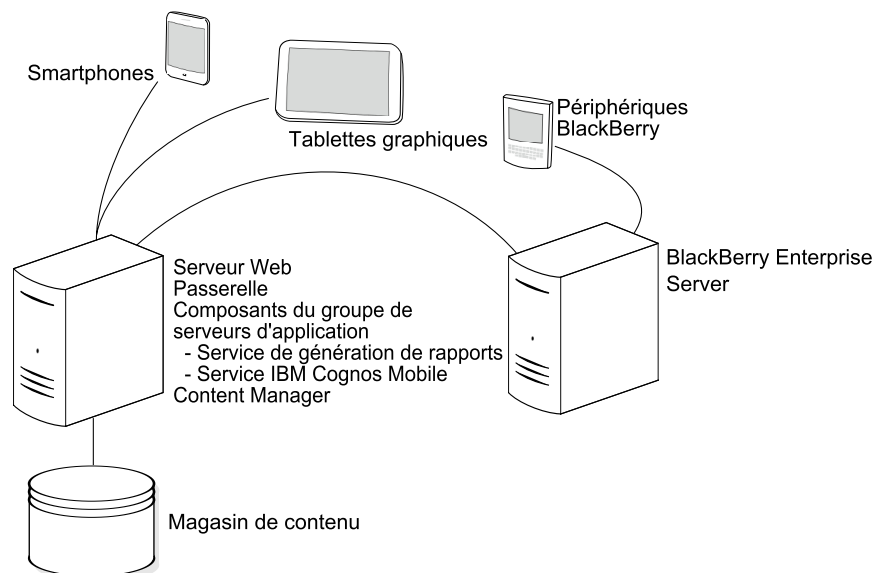 Smartphones
Tablettes graphiques
Périphériques
BlackBerry
Serveur Web
Passerelle
Composants du groupe de
serveurs d'application
- Service de génération de rapports
- Service IBM Cognos Mobile
Content Manager
BlackBerry Enterprise
Server
Magasin de contenu